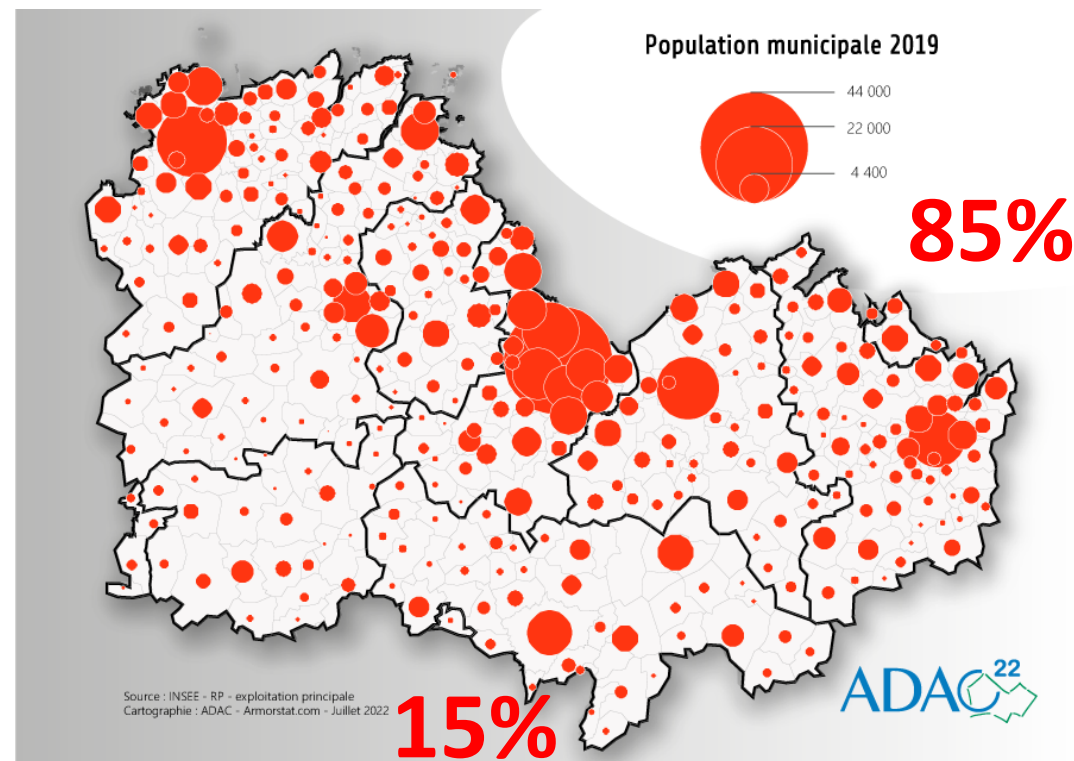 Population municipale 2019
44 000
22 000
4 400
85%
Source : INSEE - RP - exploitation principale
Cartographie : ADAC - Armorstat.com - Juillet 2022
15%
ADAC 22